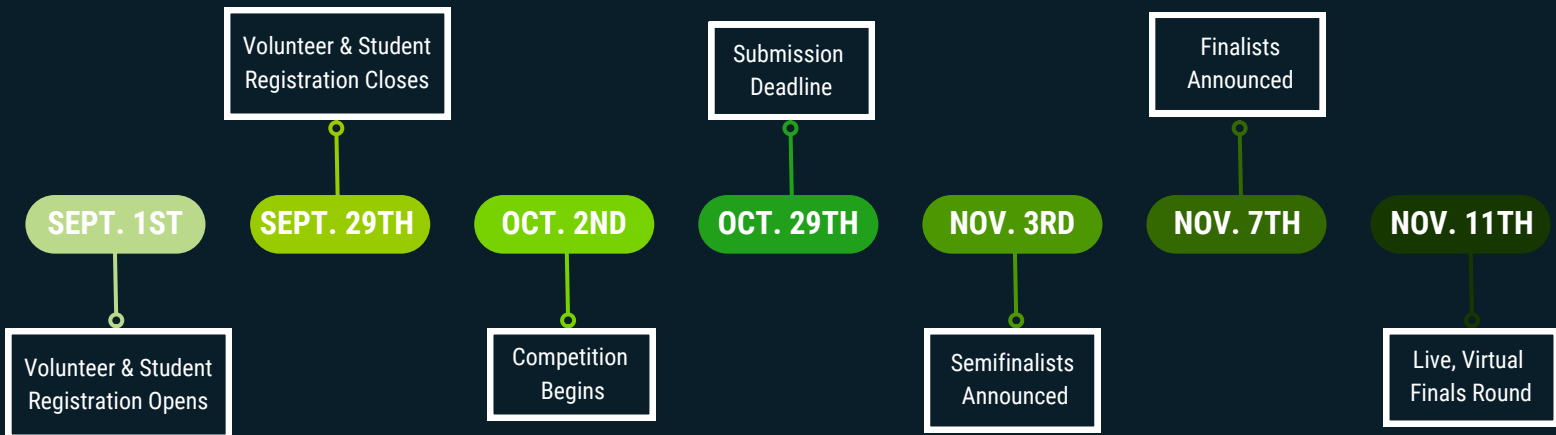 Volunteer & Student
Registration Closes
Submission
Deadline
Finalists
Announced
SEPT. 1ST
SEPT. 29TH
OCT. 2ND
OCT. 29TH
NOV. 3RD
NOV. 7TH
NOV. 11TH
Volunteer & Student
Registration Opens
Competition
Begins
Semifinalists
Announced
Live, Virtual
Finals Round